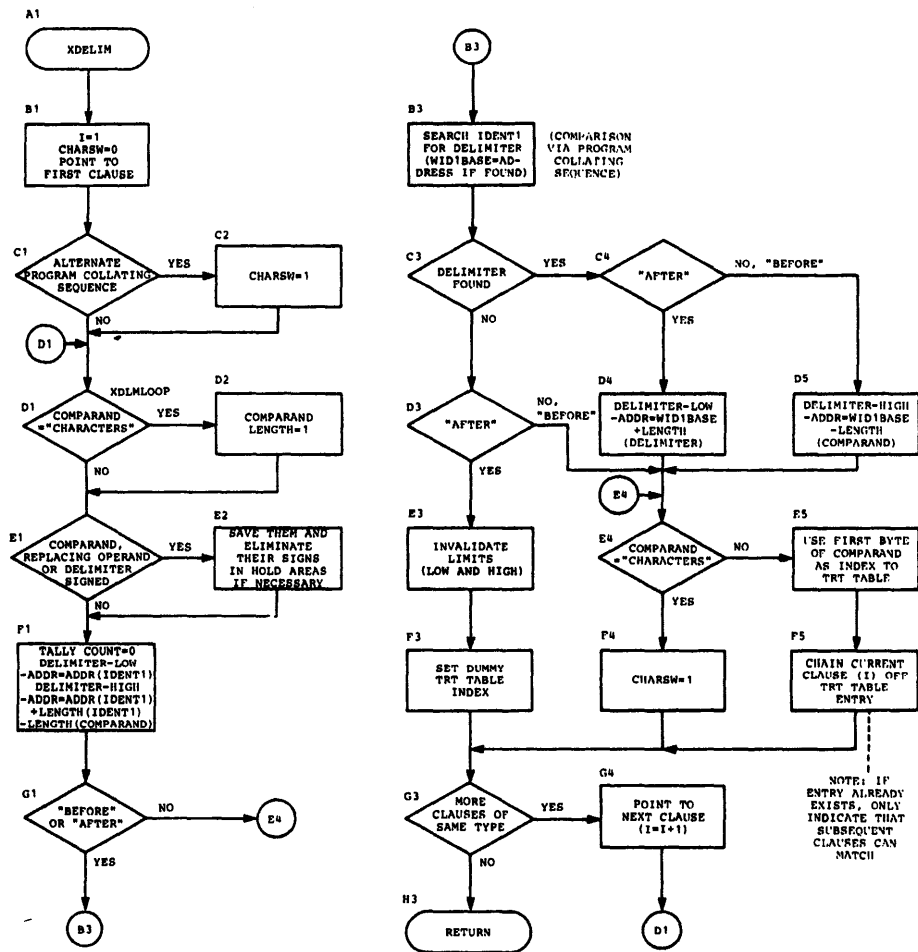 A1
XDELIM
B1
I=1
CHARSW=0
POINT TO
FIRST CLAUSE
C1
ALTERNATE
PROGRAM COLLATING
SEQUENCE
YES
C2
CHARSW=1
NO
D1
XDLMLOOP
D1
COMPARAND
="CHARACTERS"
YES
D2
COMPARAND
LENGTH=1
NO
E1
COMPARAND,
REPLACING OPERAND
OR DELIMITER
SIGNED
YES
E2
SAVE THEM AND
ELIMINATE
THEIR SIGNS
IN HOLD AREAS
IF NECESSARY
NO
F1
TALLY COUNT=0
DELIMITER-LOW
-ADDR=ADDR(IDENT1)
DELIMITER-HIGH
-ADDR=ADDR(IDENT1)
+LENGTH(IDENT1)
-LENGTH(COMPARAND)
G1
"BEFORE"
OR "AFTER"
NO
E4
YES
B3
B3
B3
SEARCH IDENT1
FOR DELIMITER
(WID1BASE=AD-
DRESS IF FOUND)
(COMPARISON
VIA PROGRAM
COLLATING
SEQUENCE)
C3
DELIMITER
FOUND
YES
C4
"AFTER"
NO, "BEFORE"
NO
YES
D3
"AFTER"
NO,
"BEFORE"
D4
DELIMITER-LOW
-ADDR=WID1BASE
+LENGTH
(DELIMITER)
D5
DELIMITER-HIGH
-ADDR=WID1BASE
-LENGTH
(COMPARAND)
YES
E4
E3
INVALIDATE
LIMITS
(LOW AND HIGH)
E4
COMPARAND
="CHARACTERS"
NO
E5
USE FIRST BYTE
OF COMPARAND
AS INDEX TO
TRT TABLE
YES
F3
SET DUMMY
TRT TABLE
INDEX
F4
CHARSW=1
F5
CHAIN CURRENT
CLAUSE (I) OFF
TRT TABLE
ENTRY
G3
MORE
CLAUSES OF
SAME TYPE
YES
G4
POINT TO
NEXT CLAUSE
(I=I+1)
NOTE: IF
ENTRY ALREADY
EXISTS, ONLY
INDICATE THAT
SUBSEQUENT
CLAUSES CAN
MATCH
NO
H3
RETURN
D1